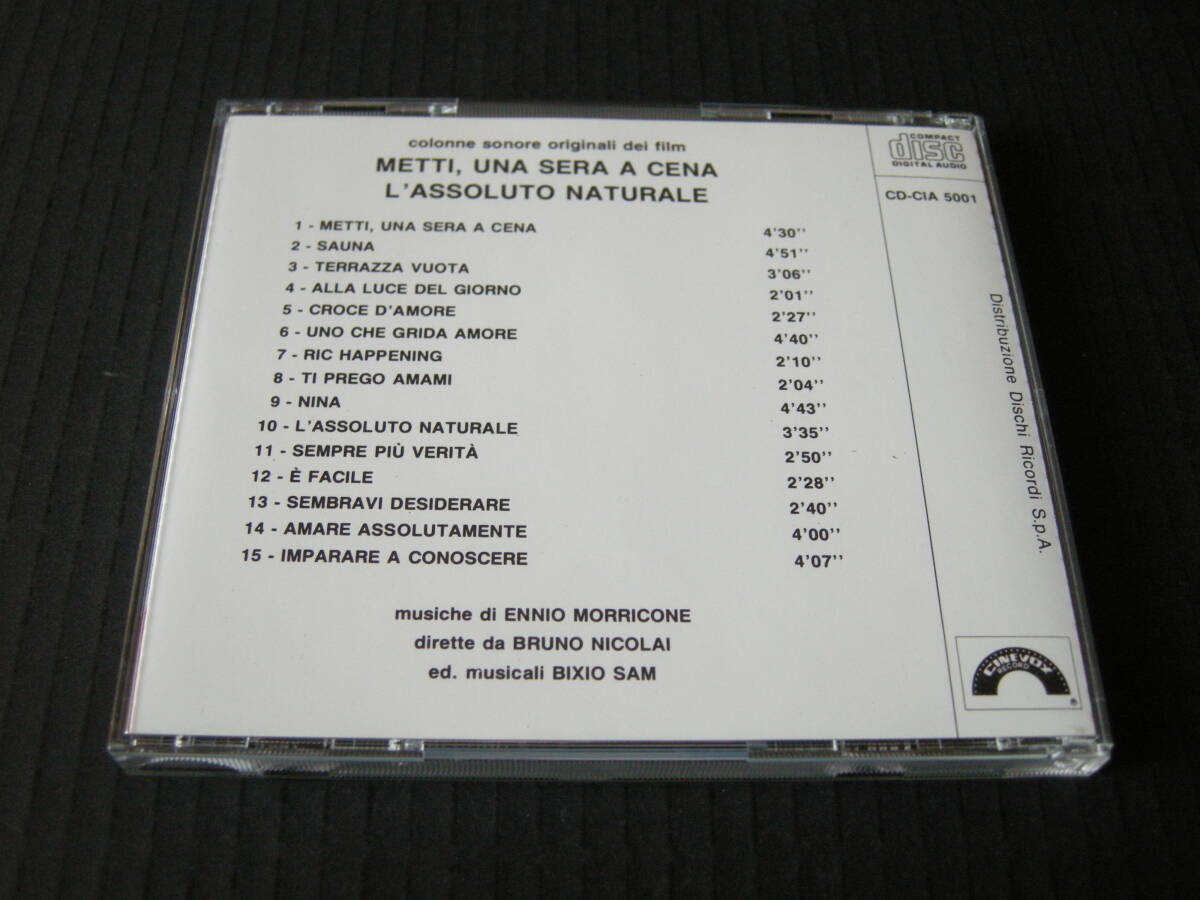 colonne sonore originali dei film
METTI, UNA SERA A CENA
L'ASSOLUTO NATURALE
1 - METTI, UNA SERA A CENA 4'30''
2 - SAUNA 4'51''
3 - TERRAZZA VUOTA 3'06''
4 - ALLA LUCE DEL GIORNO 2'01''
5 - CROCE D'AMORE 2'27''
6 - UNO CHE GRIDA AMORE 4'40''
7 - RIC HAPPENING 2'10''
8 - TI PREGO AMAMI 2'04''
9 - NINA 4'43''
10 - L'ASSOLUTO NATURALE 3'35''
11 - SEMPRE PIÙ VERITÀ 2'50''
12 - È FACILE 2'28''
13 - SEMBRAVI DESIDERARE 2'40''
14 - AMARE ASSOLUTAMENTE 4'00''
15 - IMPARARE A CONOSCERE 4'07''
musiche di ENNIO MORRICONE
dirette da BRUNO NICOLAI
ed. musicali BIXIO SAM
COMPACT
disc
DIGITAL AUDIO
CD-CIA 5001
Distribuzione Dischi Ricordi S.p.A.
CINEVOX
RECORD
®